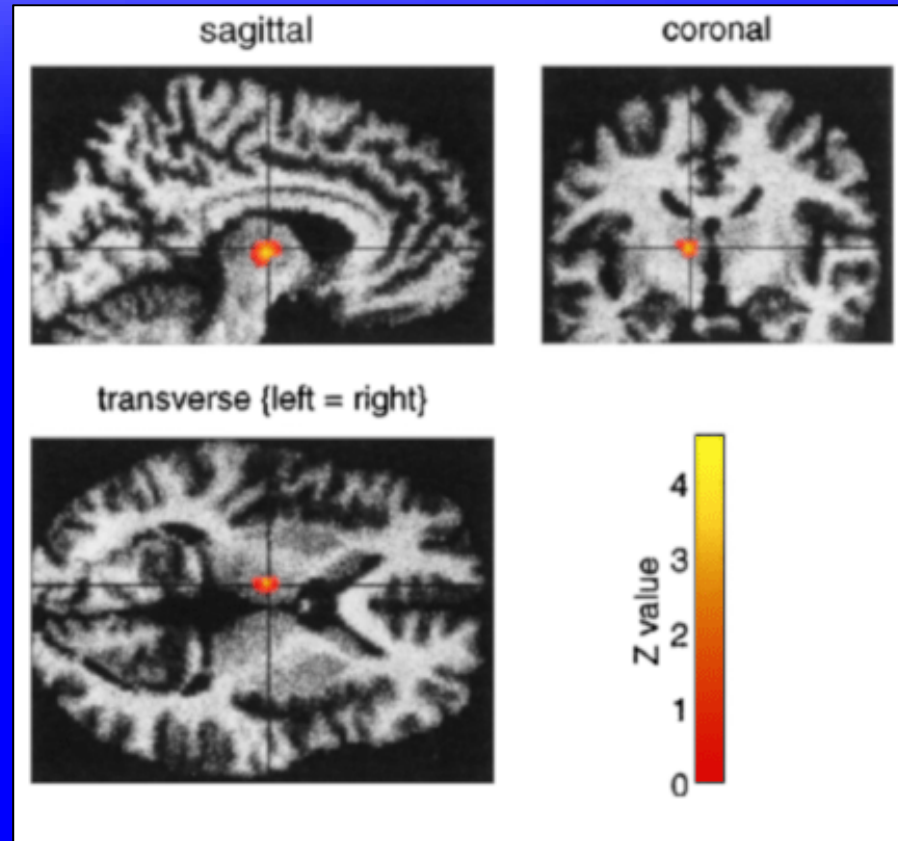 sagittal
coronal
transverse {left = right}
4
3
2
1
0
Z value